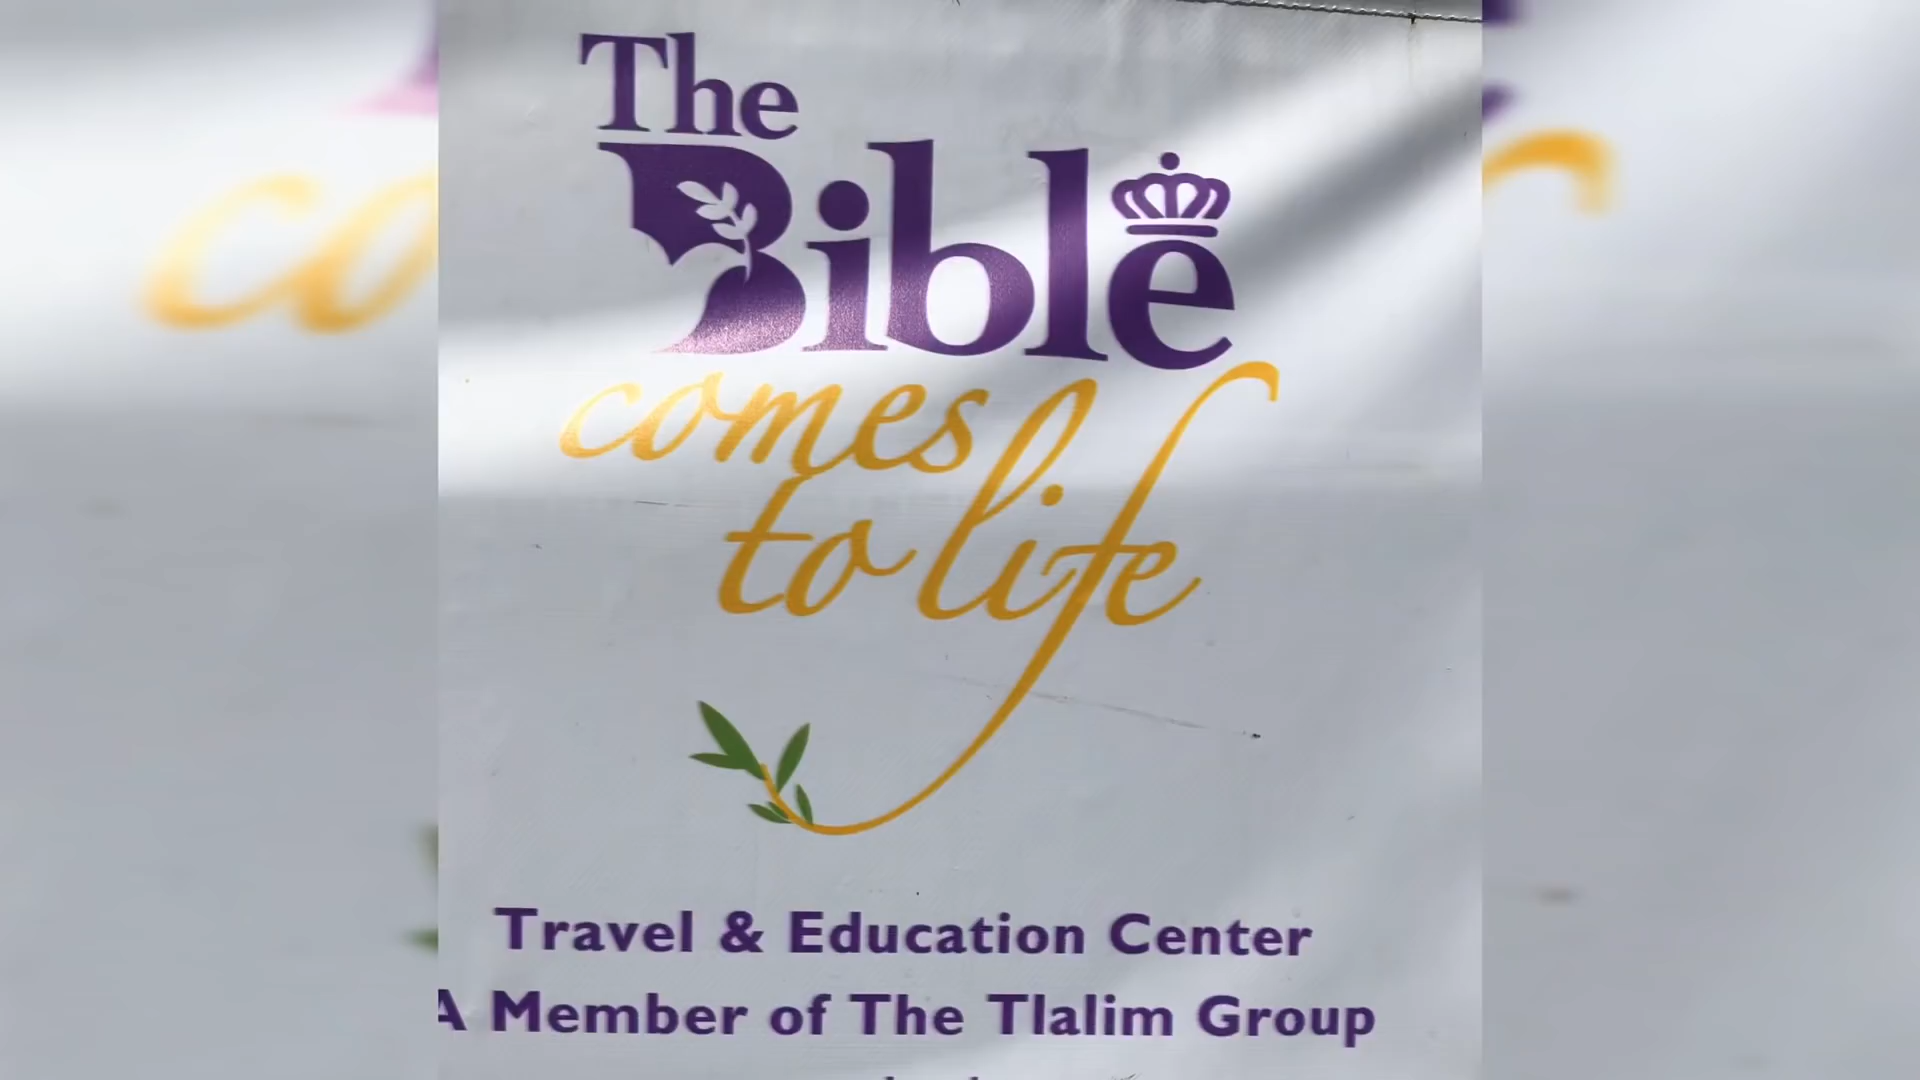 The
Bible
comes
to life
Travel & Education Center
A Member of The Tlalim Group